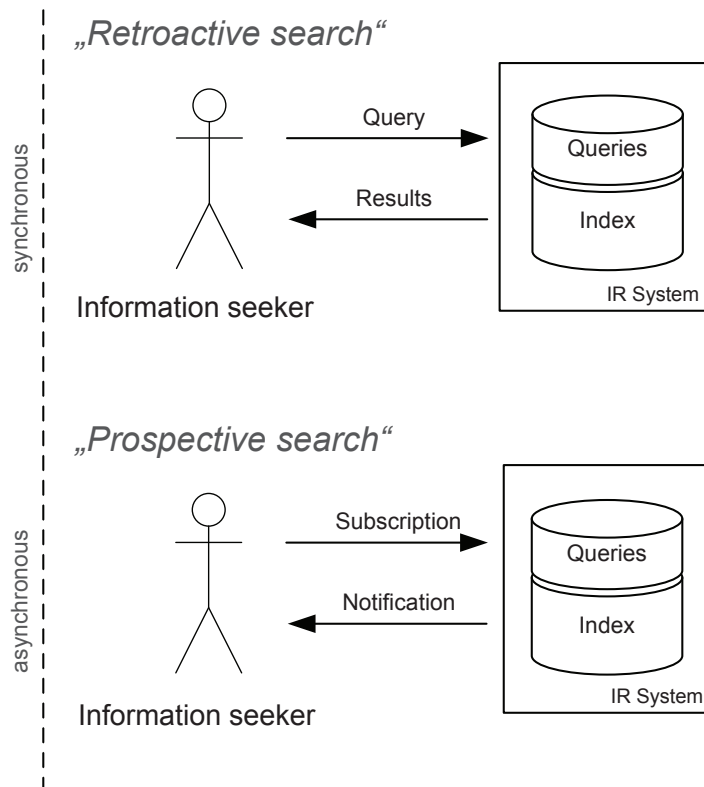 „Retroactive search“
synchronous
Query
Results
Queries
Index
IR System
Information seeker
„Prospective search“
asynchronous
Subscription
Notification
Queries
Index
IR System
Information seeker